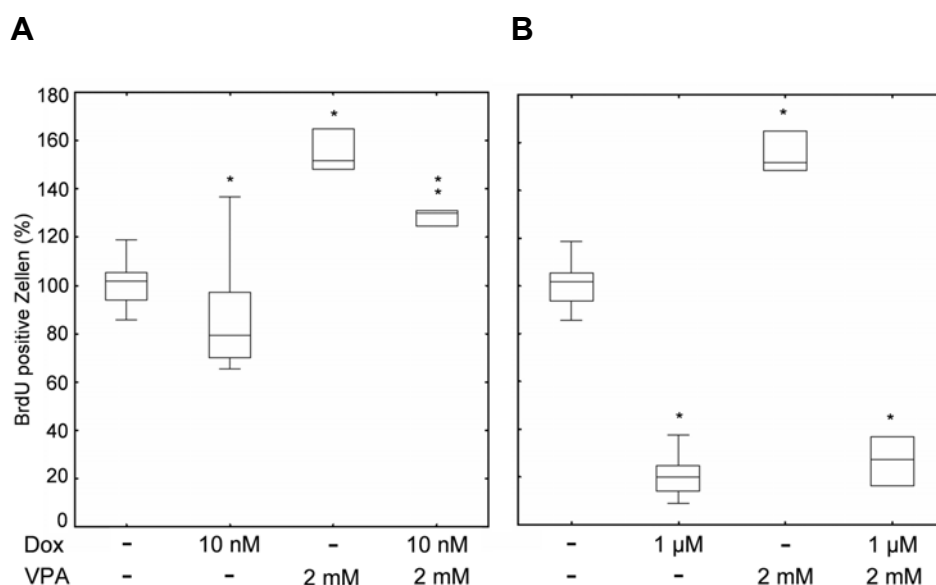 A B
180
160
140
120
100
80
60
40
20
0
BrdU positive Zellen (%)
* * * *
* * *
Dox - 10 nM - 10 nM - 1 µM - 1 µM
VPA - - 2 mM 2 mM - - 2 mM 2 mM